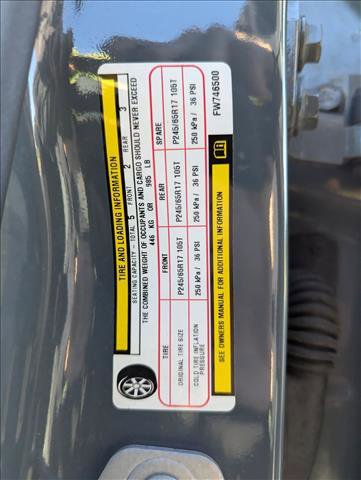 TIRE AND LOADING INFORMATION
SEATING CAPACITY - TOTAL 5 FRONT 2 REAR 3
THE COMBINED WEIGHT OF OCCUPANTS AND CARGO SHOULD NEVER EXCEED
446 KG OR 985 LB
TIRE FRONT REAR SPARE
ORIGINAL TIRE SIZE P245/65R17 105T P245/65R17 105T P245/65R17 105T
COLD TIRE INFLATION PRESSURE 250 kPa / 36 PSI 250 kPa / 36 PSI 250 kPa / 36 PSI
SEE OWNERS MANUAL FOR ADDITIONAL INFORMATION
FW746500